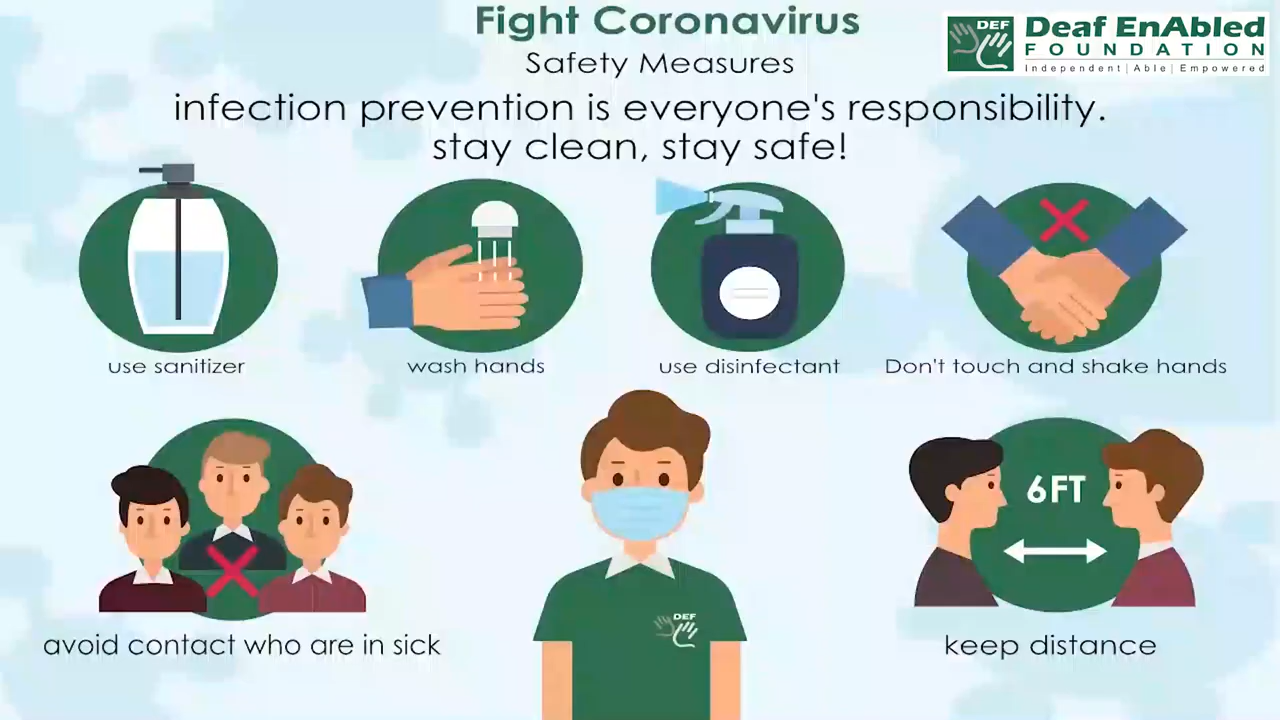 Fight Coronavirus
Safety Measures
DEF
Deaf EnAbled
FOUNDATION
Independent|Able|Empowered
infection prevention is everyone's responsibility.
stay clean, stay safe!
use sanitizer
wash hands
use disinfectant
Don't touch and shake hands
6FT
DEF
avoid contact who are in sick
keep distance